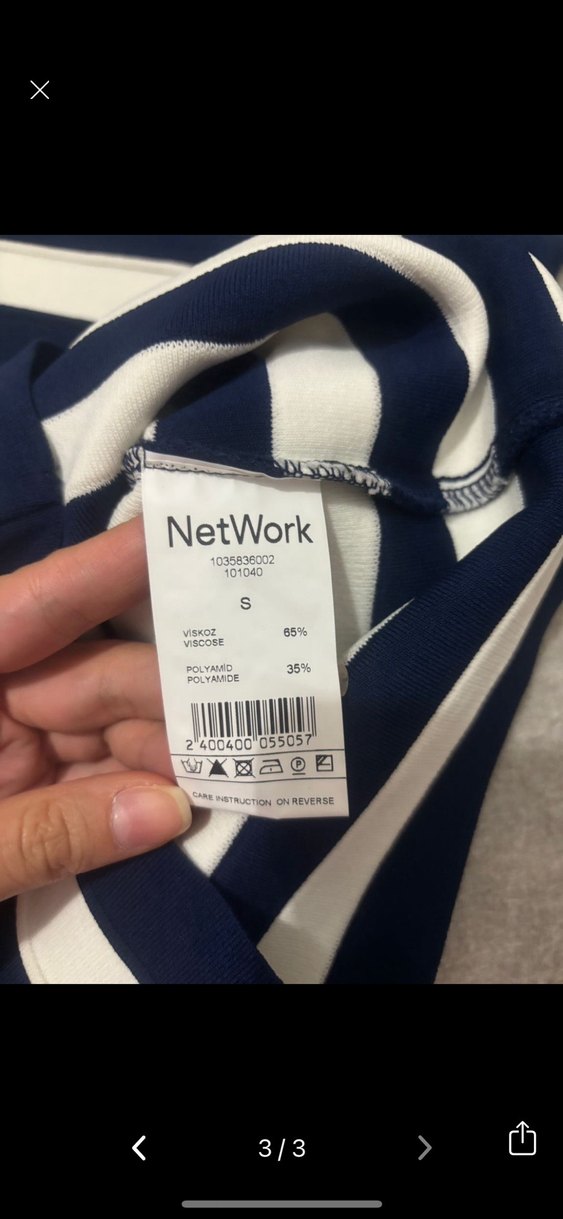 NetWork
1035836002
101040
S
VİSKOZ 65%
VISCOSE
POLYAMİD 35%
POLYAMIDE
2 400400 055057
P
CARE INSTRUCTION ON REVERSE
3/3